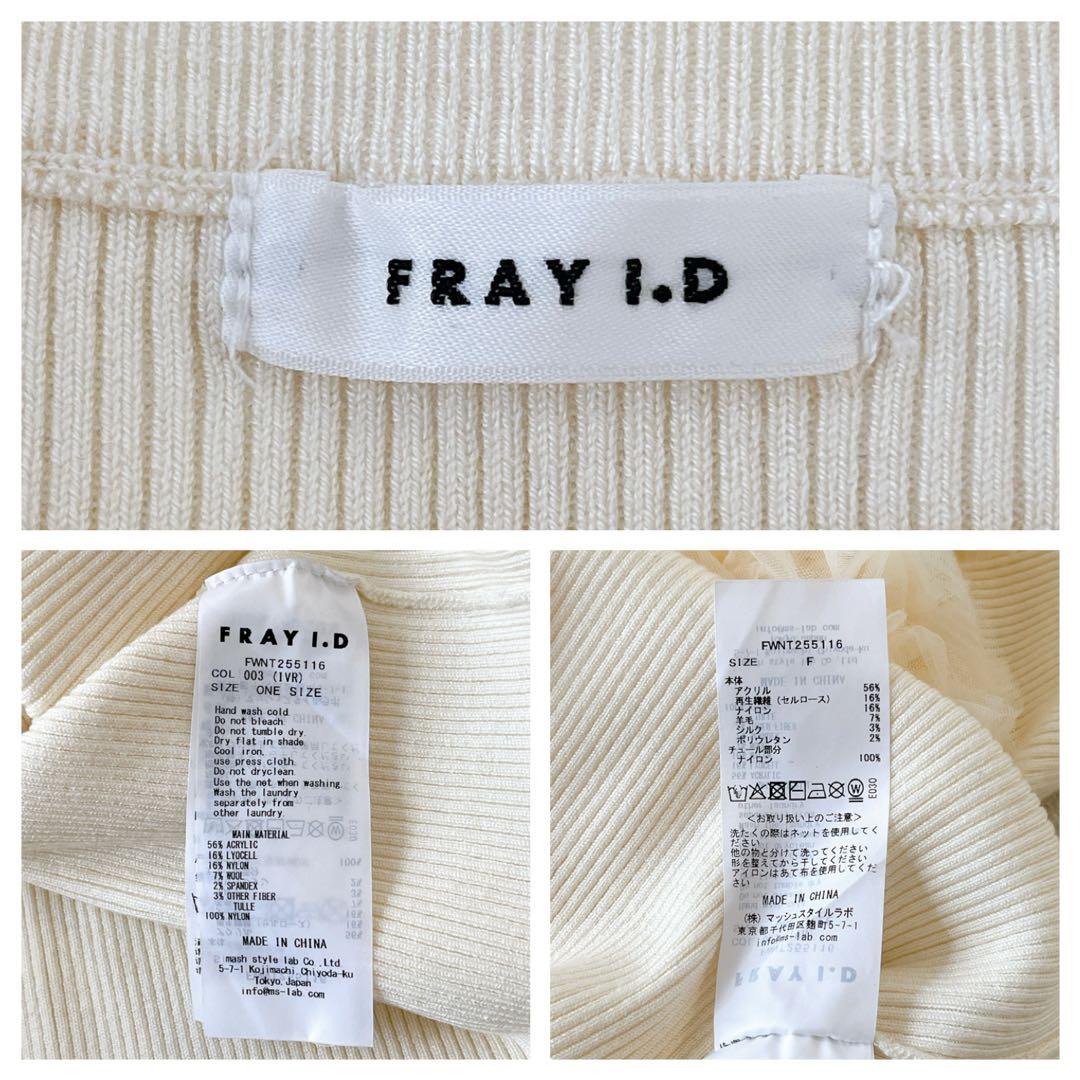 FRAY I.D
FRAY I.D
FWNT255116
COL 003 (IVR)
SIZE ONE SIZE
Hand wash cold
Do not bleach
Do not tumble dry.
Dry flat in shade
Cool iron,
use press cloth.
Do not dryclean.
Use the net when washing.
Wash the laundry
separately from
other laundry.
MAIN MATERIAL
56% ACRYLIC
16% LYOCELL
16% NYLON
7% WOOL
2% SPANDEX
3% OTHER FIBER
TULLE
100% NYLON
MADE IN CHINA
mash style lab Co.,Ltd.
5-7-1 Kojimachi,Chiyoda-ku
Tokyo,Japan
info@ms-lab.com
FWNT255116
SIZE F
本体
アクリル 56%
再生繊維（セルロース） 16%
ナイロン 16%
羊毛 7%
シルク 3%
ポリウレタン 2%
チュール部分
ナイロン 100%
E030
＜お取り扱い上のご注意＞
洗たくの際はネットを使用してく
ださい
他の物と分けて洗ってください
形を整えてから干してください
アイロンはあて布を使用してくだ
さい
MADE IN CHINA
(株) マッシュスタイルラボ
東京都千代田区麹町5-7-1
info@ms-lab.com